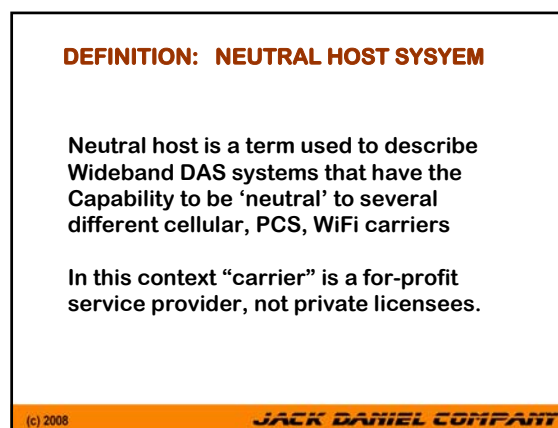 DEFINITION: NEUTRAL HOST SYSYEM
Neutral host is a term used to describe
Wideband DAS systems that have the
Capability to be ‘neutral’ to several
different cellular, PCS, WiFi carriers
In this context “carrier” is a for-profit
service provider, not private licensees.
(c) 2008
JACK DANIEL COMPANY